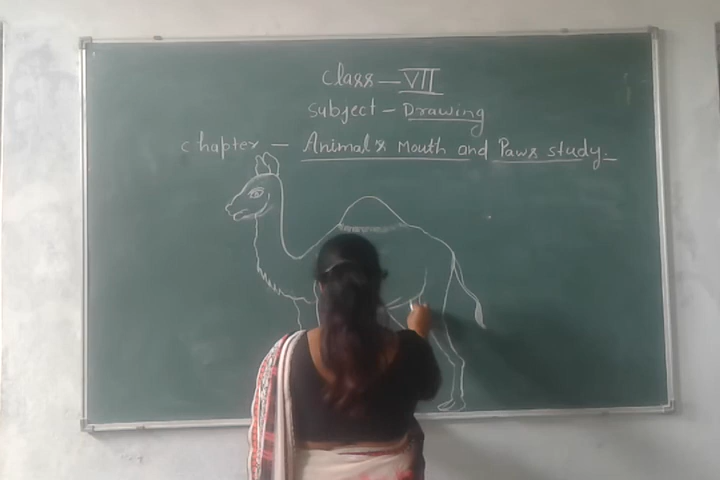 Class - VII
Subject - Drawing
Chapter - Animal's Mouth and Paws study.